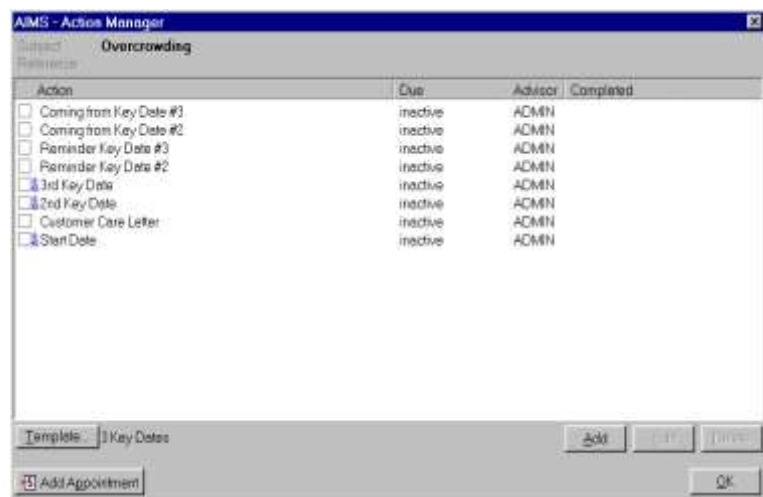 AIMS - Action Manager
Subject Overcrowding
Reference
Action Due Advisor Completed
Coming from Key Date #3 inactive ADMIN
Coming from Key Date #2 inactive ADMIN
Reminder Key Date #3 inactive ADMIN
Reminder Key Date #2 inactive ADMIN
3rd Key Date inactive ADMIN
2nd Key Date inactive ADMIN
Customer Care Letter inactive ADMIN
Start Date inactive ADMIN
Template... 3 Key Dates Add Edit Delete
Add Appointment OK